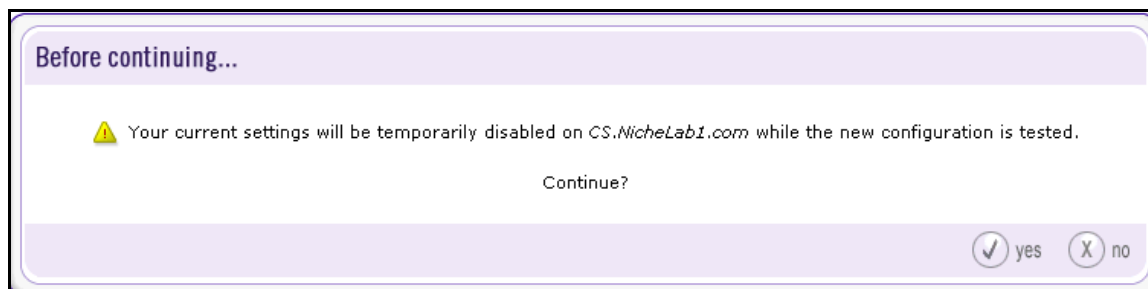 Before continuing...
Your current settings will be temporarily disabled on CS.NicheLab1.com while the new configuration is tested.
Continue?
yes no